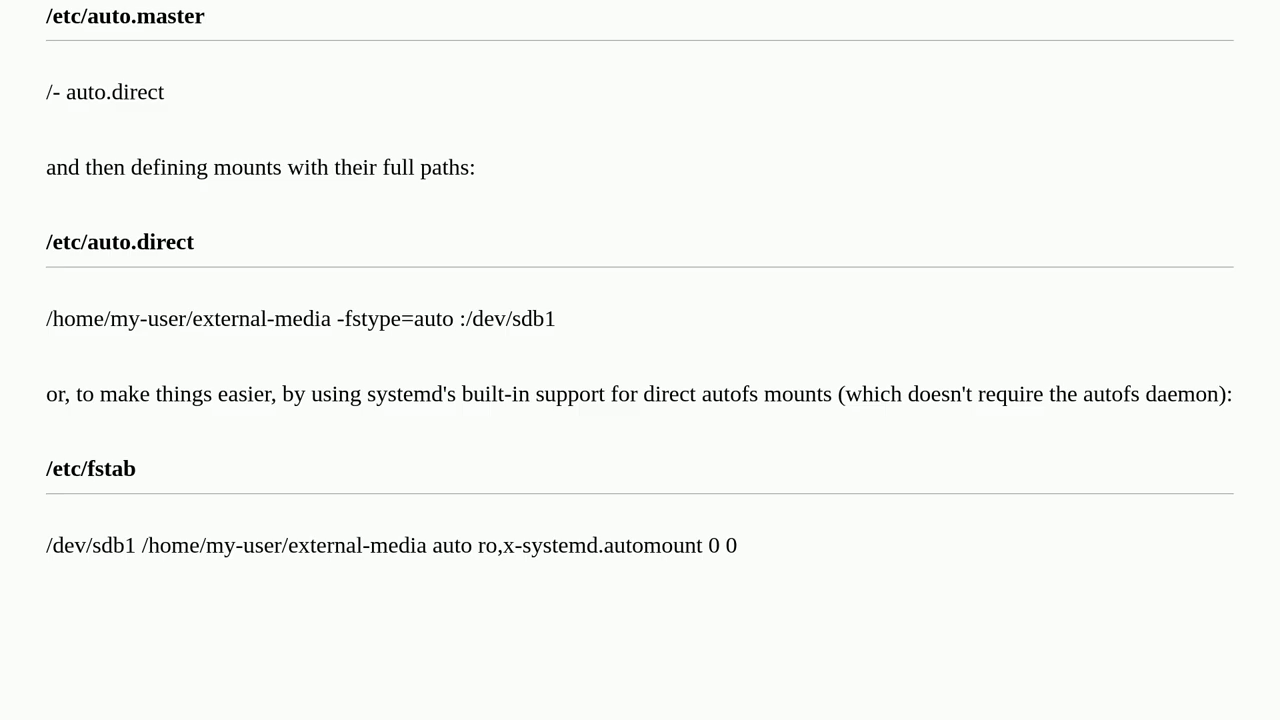 /etc/auto.master
/- auto.direct
and then defining mounts with their full paths:
/etc/auto.direct
/home/my-user/external-media -fstype=auto :/dev/sdb1
or, to make things easier, by using systemd's built-in support for direct autofs mounts (which doesn't require the autofs daemon):
/etc/fstab
/dev/sdb1 /home/my-user/external-media auto ro,x-systemd.automount 0 0